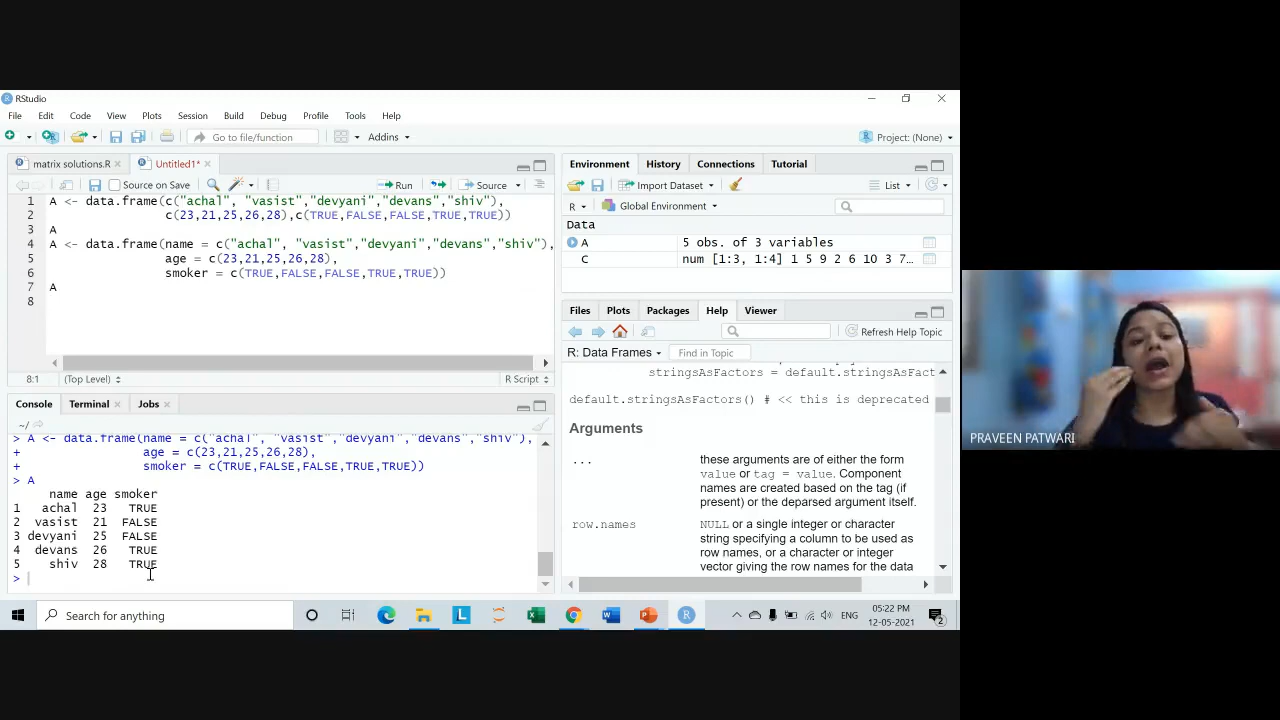 RStudio
File Edit Code View Plots Session Build Debug Profile Tools Help
Go to file/function Addins Project: (None)
matrix solutions.R Untitled1*
Source on Save Run Source
1 A <- data.frame(c("achal", "vasist","devyani","devans","shiv"),
2 c(23,21,25,26,28),c(TRUE,FALSE,FALSE,TRUE,TRUE))
3 A
4 A <- data.frame(name = c("achal", "vasist","devyani","devans","shiv"),
5 age = c(23,21,25,26,28),
6 smoker = c(TRUE,FALSE,FALSE,TRUE,TRUE))
7 A
8
8:1 (Top Level) R Script
Console Terminal Jobs
~/
> A <- data.frame(name = c("achal", "vasist","devyani","devans","shiv"),
+ age = c(23,21,25,26,28),
+ smoker = c(TRUE,FALSE,FALSE,TRUE,TRUE))
> A
name age smoker
1 achal 23 TRUE
2 vasist 21 FALSE
3 devyani 25 FALSE
4 devans 26 TRUE
5 shiv 28 TRUE
>
Environment History Connections Tutorial
Import Dataset List
R Global Environment
Data
A 5 obs. of 3 variables
C num [1:3, 1:4] 1 5 9 2 6 10 3 7…
Files Plots Packages Help Viewer
Refresh Help Topic
R: Data Frames Find in Topic
stringsAsFactors = default.stringsAsFact
default.stringsAsFactors() # << this is deprecated
Arguments
... these arguments are of either the form
value or tag = value. Component
names are created based on the tag (if
present) or the deparsed argument itself.
row.names NULL or a single integer or character
string specifying a column to be used as
row names, or a character or integer
vector giving the row names for the data
PRAVEEN PATWARI
Search for anything
ENG
05:22 PM
12-05-2021
2